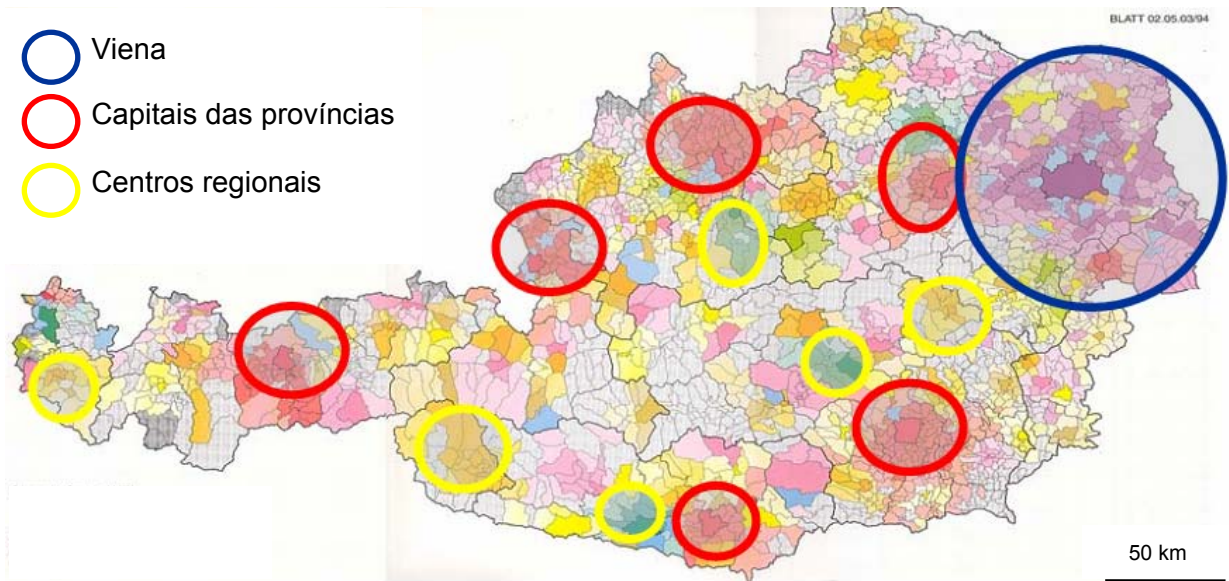 BLATT 02.05.03/94
Viena
Capitais das províncias
Centros regionais
50 km